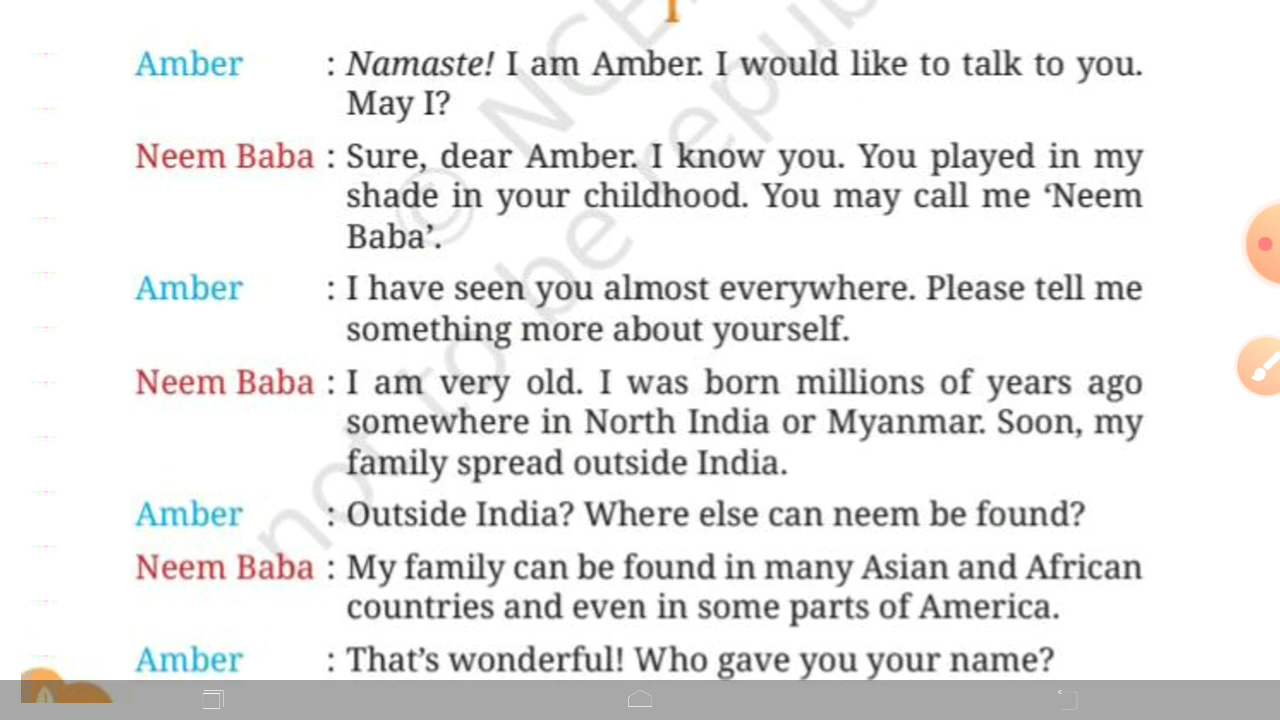 Amber : Namaste! I am Amber. I would like to talk to you.
May I?
Neem Baba : Sure, dear Amber. I know you. You played in my
shade in your childhood. You may call me ‘Neem
Baba’.
Amber : I have seen you almost everywhere. Please tell me
something more about yourself.
Neem Baba : I am very old. I was born millions of years ago
somewhere in North India or Myanmar. Soon, my
family spread outside India.
Amber : Outside India? Where else can neem be found?
Neem Baba : My family can be found in many Asian and African
countries and even in some parts of America.
Amber : That’s wonderful! Who gave you your name?
not to be
©